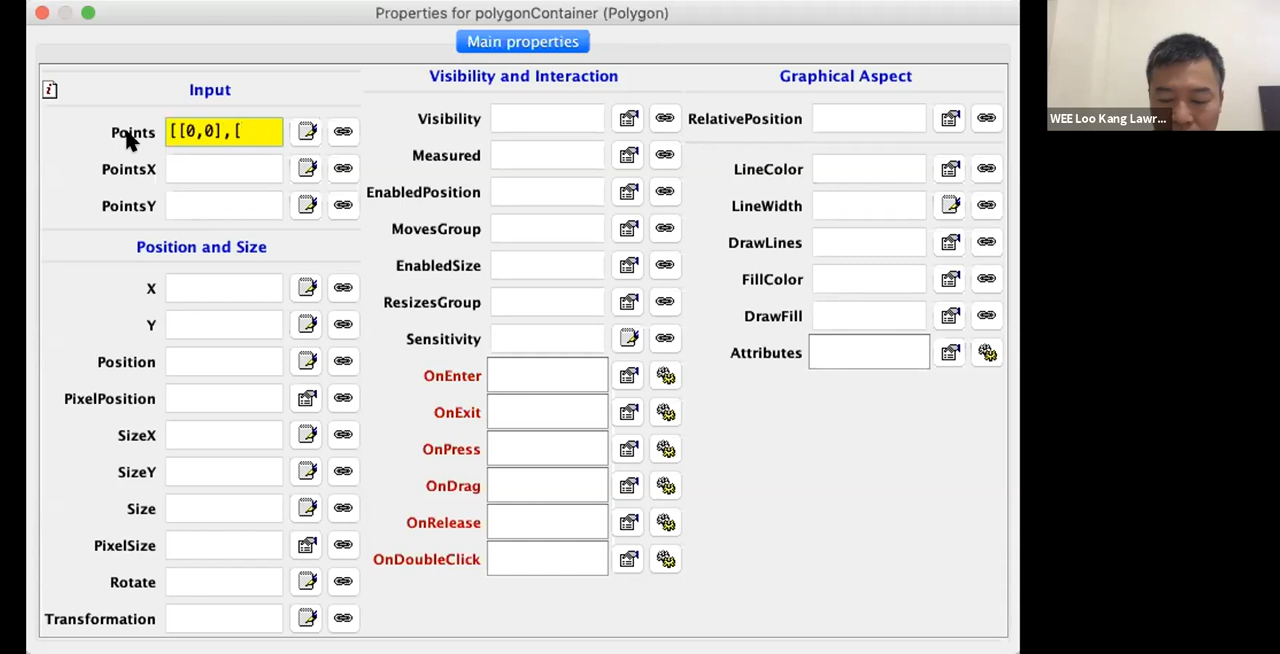 Properties for polygonContainer (Polygon)
Main properties
Input
Points [[0,0],[
PointsX
PointsY
Position and Size
X
Y
Position
PixelPosition
SizeX
SizeY
Size
PixelSize
Rotate
Transformation
Visibility and Interaction
Visibility
Measured
EnabledPosition
MovesGroup
EnabledSize
ResizesGroup
Sensitivity
OnEnter
OnExit
OnPress
OnDrag
OnRelease
OnDoubleClick
Graphical Aspect
RelativePosition
LineColor
LineWidth
DrawLines
FillColor
DrawFill
Attributes
WEE Loo Kang Lawr...